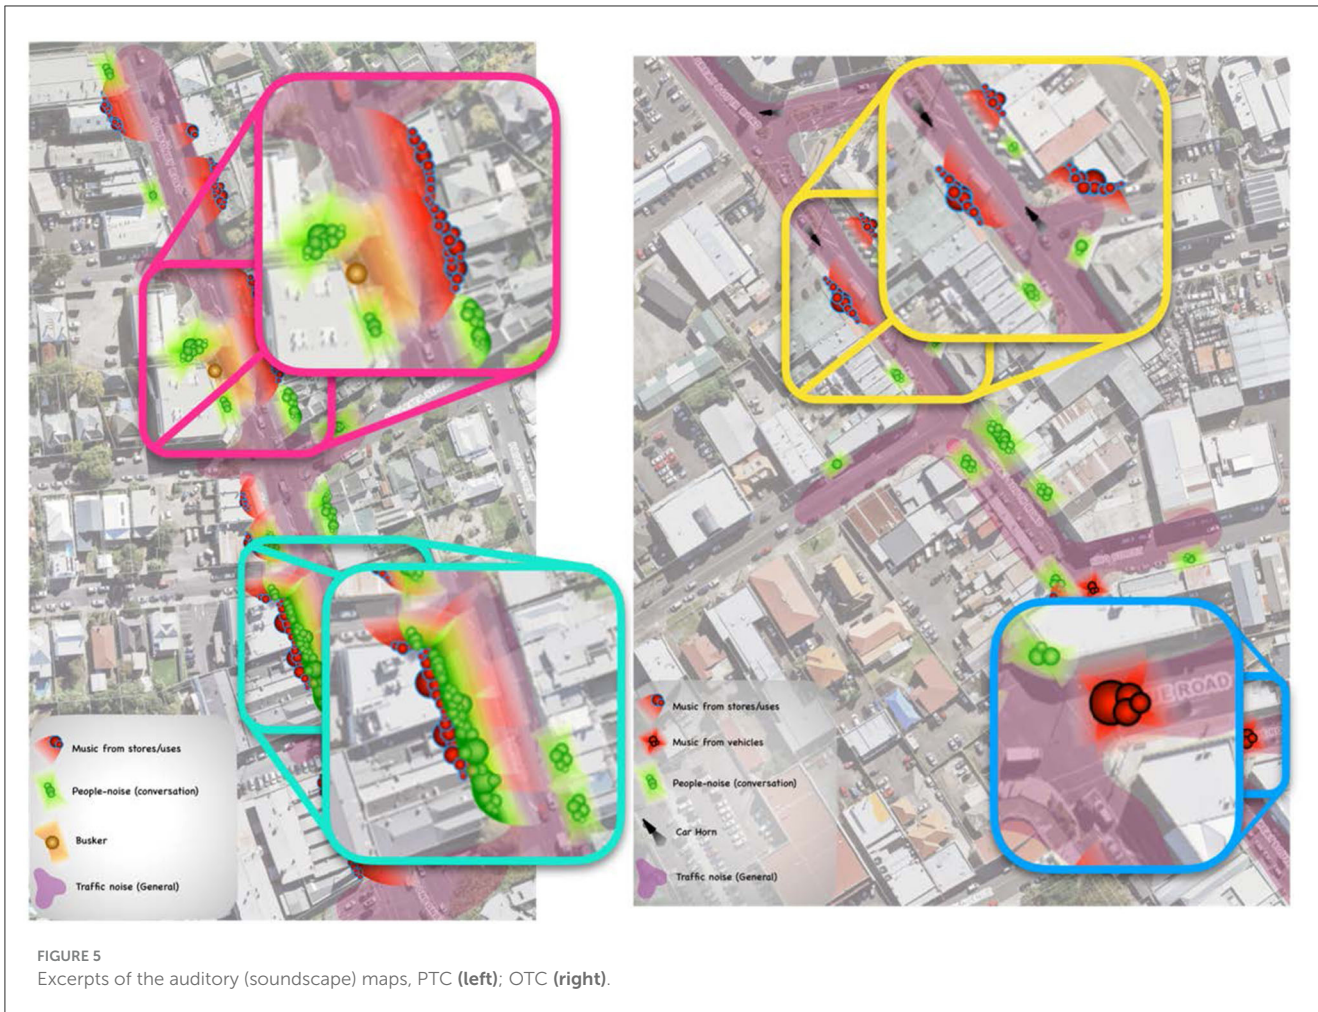 Music from stores/uses
People-noise (conversation)
Busker
Traffic noise (General)
Music from stores/uses
Music from vehicles
People-noise (conversation)
Car Horn
Traffic noise (General)
ROAD
FIGURE 5
Excerpts of the auditory (soundscape) maps, PTC (left); OTC (right).